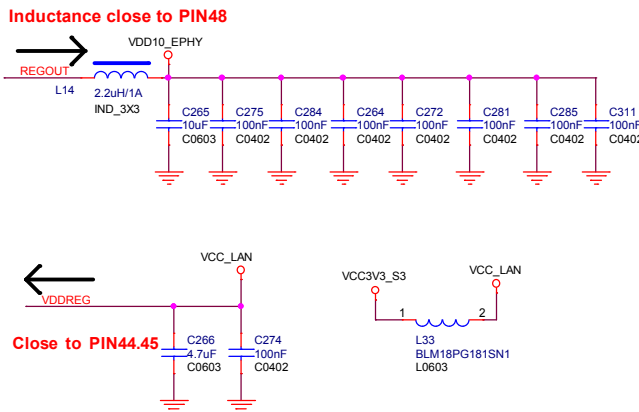 Inductance close to PIN48
VDD10_EPHY
REGOUT
L14
2.2uH/1A
IND_3X3
C265
10uF
C0603
C275
100nF
C0402
C284
100nF
C0402
C264
100nF
C0402
C272
100nF
C0402
C281
100nF
C0402
C285
100nF
C0402
C311
100nF
C0402
VCC_LAN
VDDREG
Close to PIN44.45
C266
4.7uF
C0603
C274
100nF
C0402
VCC3V3_S3
VCC_LAN
1
2
L33
BLM18PG181SN1
L0603